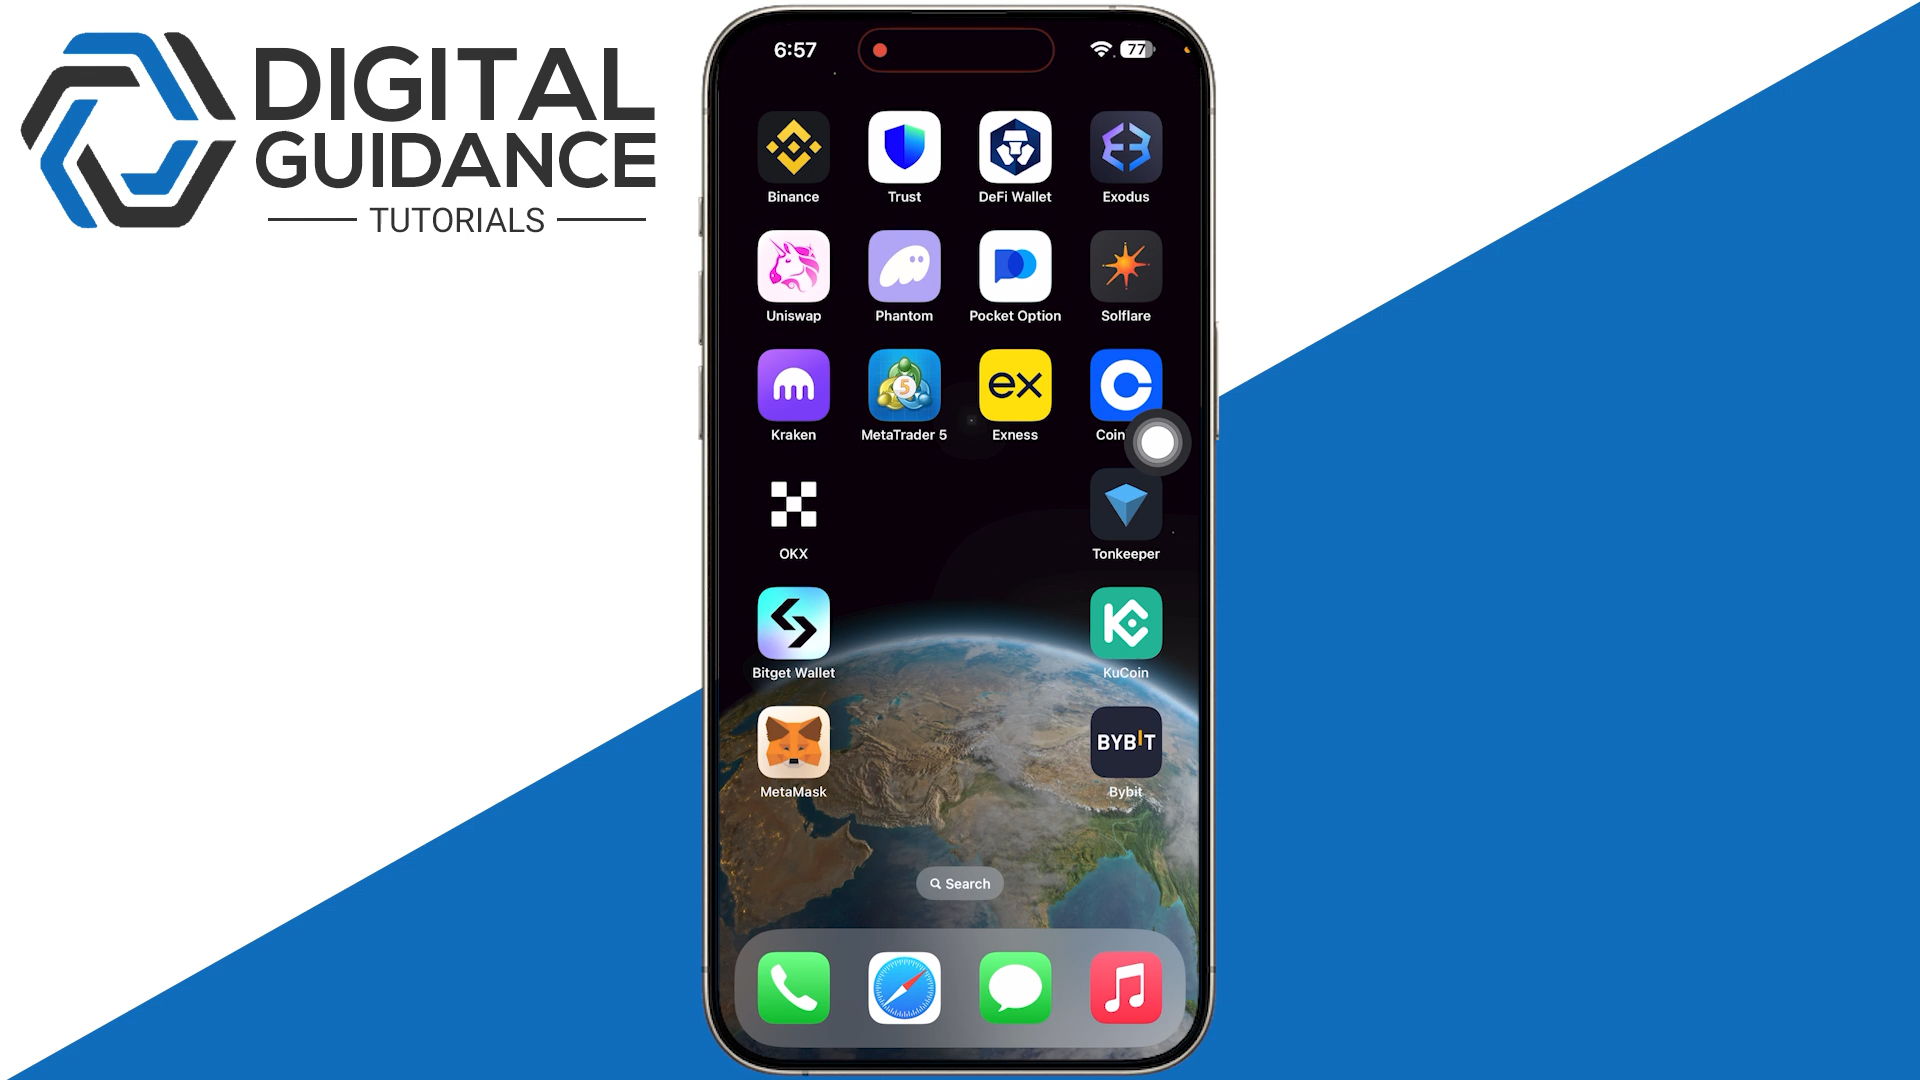 DIGITAL
GUIDANCE
TUTORIALS
6:57
77
Binance
Trust
DeFi Wallet
Exodus
Uniswap
Phantom
Pocket Option
Solflare
5
ex
Kraken
MetaTrader 5
Exness
Coin
OKX
Tonkeeper
Bitget Wallet
KuCoin
BYBIT
MetaMask
Bybit
Search